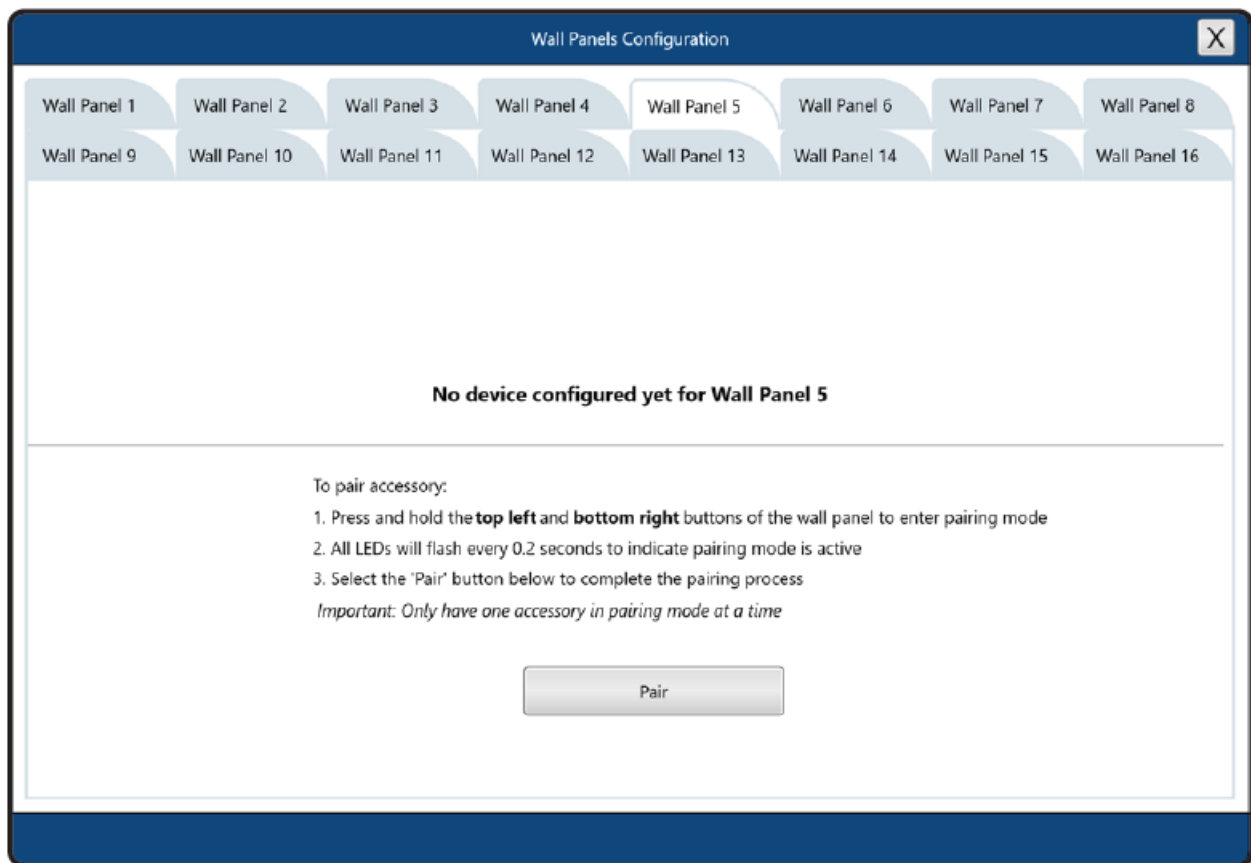 Wall Panels Configuration
X
Wall Panel 1 Wall Panel 2 Wall Panel 3 Wall Panel 4 Wall Panel 5 Wall Panel 6 Wall Panel 7 Wall Panel 8
Wall Panel 9 Wall Panel 10 Wall Panel 11 Wall Panel 12 Wall Panel 13 Wall Panel 14 Wall Panel 15 Wall Panel 16
No device configured yet for Wall Panel 5
To pair accessory:
1. Press and hold the top left and bottom right buttons of the wall panel to enter pairing mode
2. All LEDs will flash every 0.2 seconds to indicate pairing mode is active
3. Select the 'Pair' button below to complete the pairing process
Important: Only have one accessory in pairing mode at a time
Pair